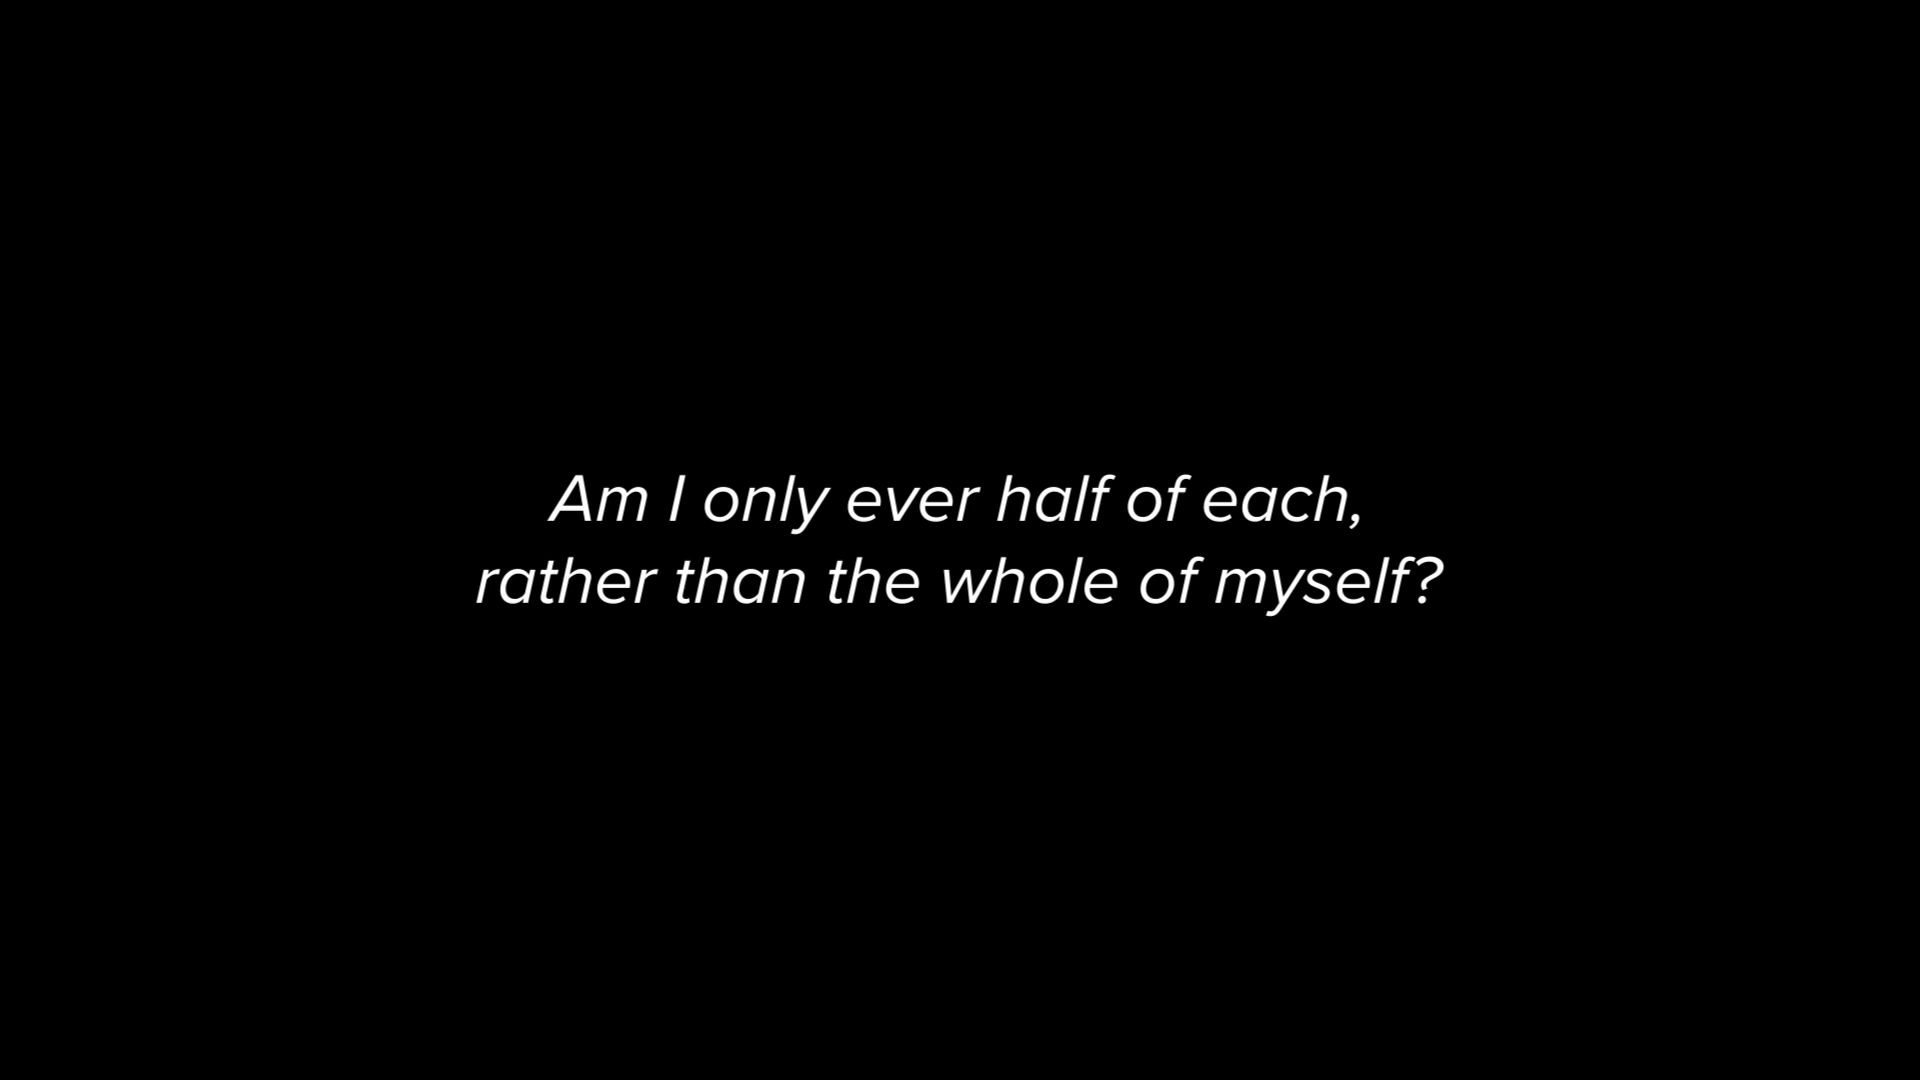 Am I only ever half of each,
rather than the whole of myself?